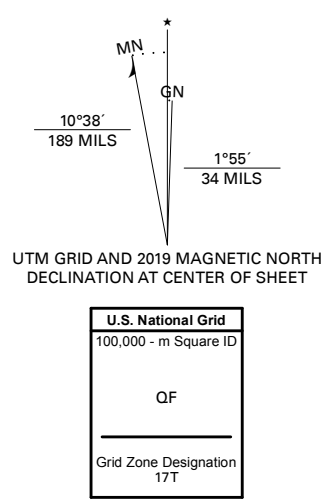 ★
MN
GN
10°38´
189 MILS
1°55´
34 MILS
UTM GRID AND 2019 MAGNETIC NORTH
DECLINATION AT CENTER OF SHEET
U.S. National Grid
100,000 - m Square ID
QF
Grid Zone Designation
17T